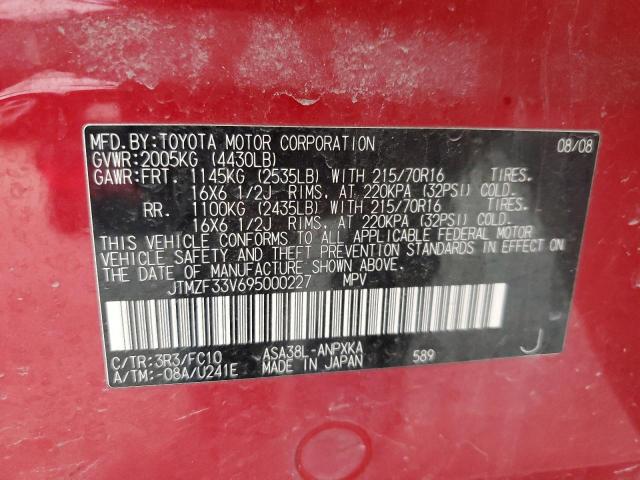 MFD.BY:TOYOTA MOTOR CORPORATION 08/08
GVWR:2005KG (4430LB)
GAWR:FRT. 1145KG (2535LB) WITH 215/70R16 TIRES.
16X6 1/2J RIMS, AT 220KPA (32PSI) COLD.
RR. 1100KG (2435LB) WITH 215/70R16 TIRES.
16X6 1/2J RIMS, AT 220KPA (32PSI) COLD.
THIS VEHICLE CONFORMS TO ALL APPLICABLE FEDERAL MOTOR
VEHICLE SAFETY STANDARDS IN EFFECT ON
THE DATE OF MANUFACTURE SHOWN ABOVE.
JTMZF33V695000227 MPV
C/TR:3R3/FC10 ASA38L-ANPXKA
A/TM:-08A/U241E MADE IN JAPAN 589 J